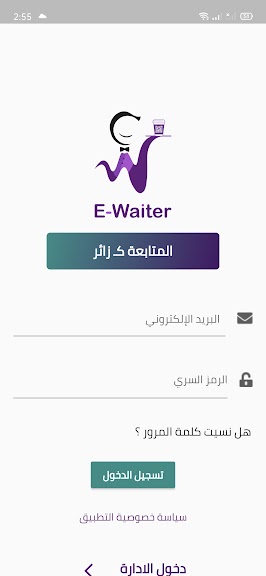 2:55
E-Waiter
المتابعة كـ زائر
البريد الإلكتروني
الرمز السري
هل نسيت كلمة المرور ؟
تسجيل الدخول
سياسة خصوصية التطبيق
دخول الادارة